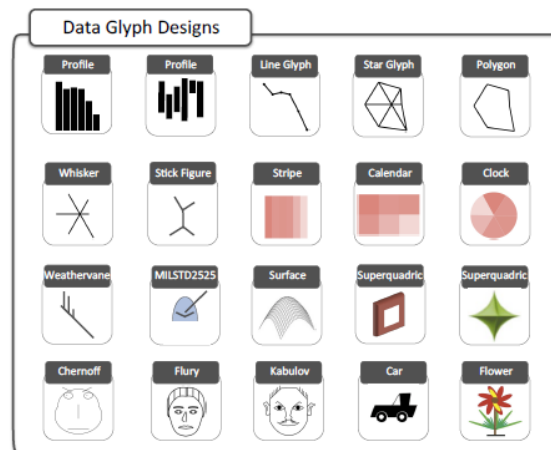 Data Glyph Designs
Profile
Profile
Line Glyph
Star Glyph
Polygon
Whisker
Stick Figure
Stripe
Calendar
Clock
Weathervane
MILSTD2525
Surface
Superquadric
Superquadric
Chernoff
Flury
Kabulov
Car
Flower